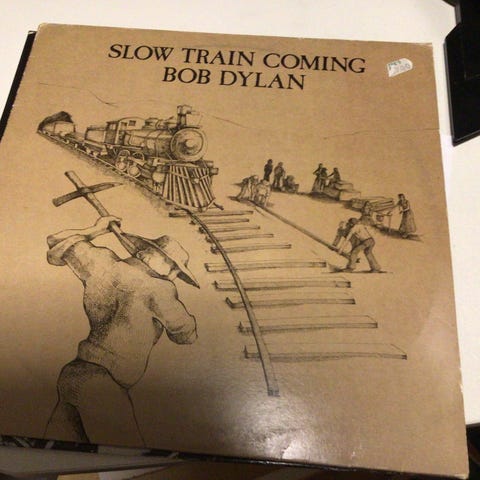 SLOW TRAIN COMING
BOB DYLAN